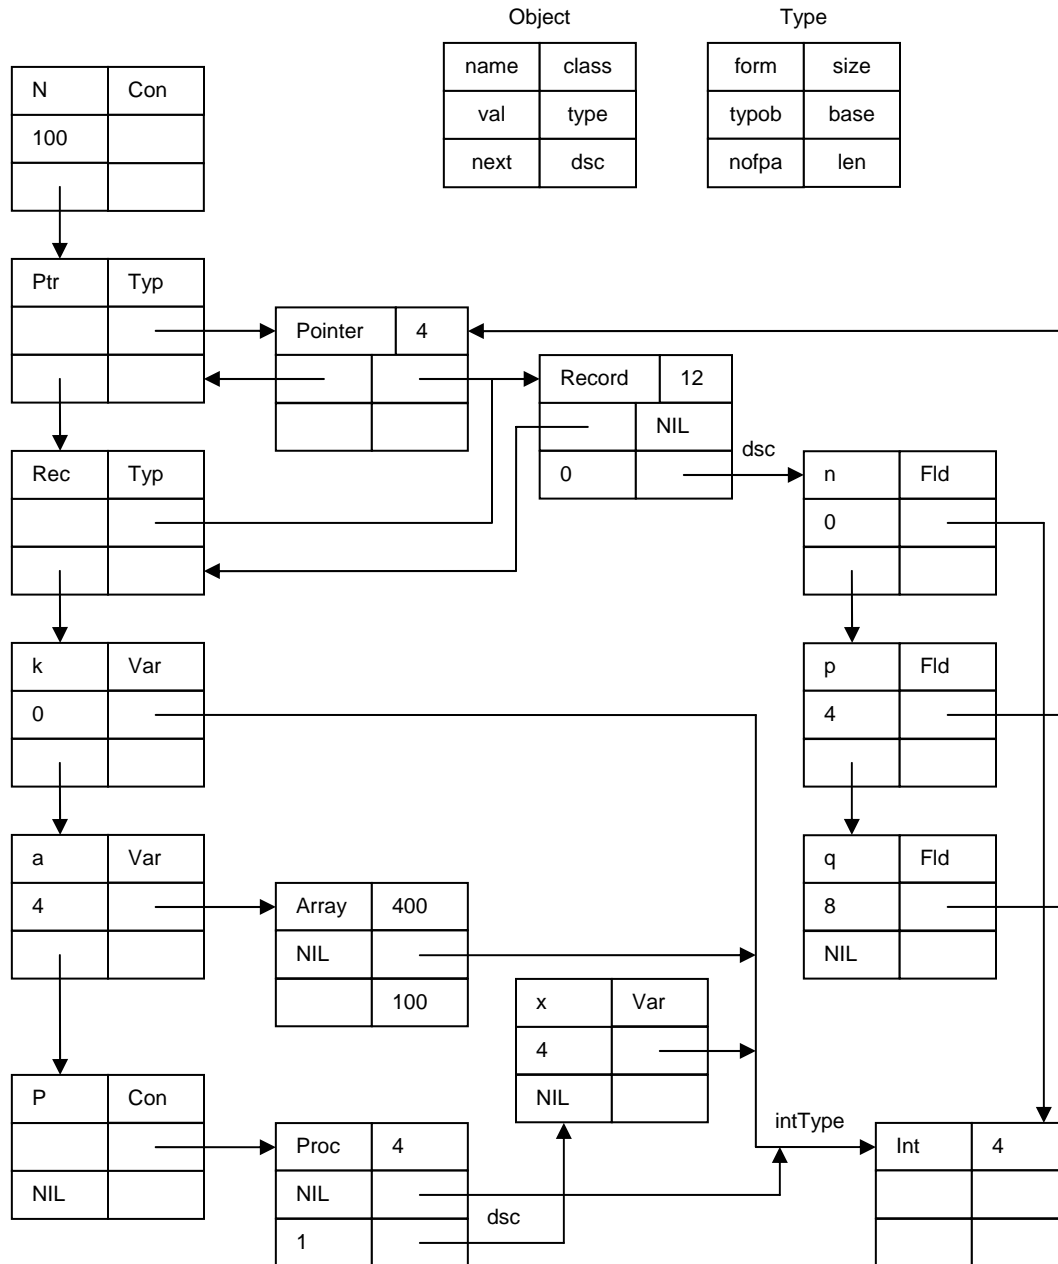 Object
Type
name class
form size
val type
typob base
next dsc
nofpa len
N Con
100
Ptr Typ
Pointer 4
Record 12
NIL
dsc
0
Rec Typ
n Fld
0
k Var
0
p Fld
4
a Var
4
Array 400
NIL
100
q Fld
8
NIL
x Var
4
NIL
P Con
NIL
Proc 4
NIL
1
dsc
intType
Int 4